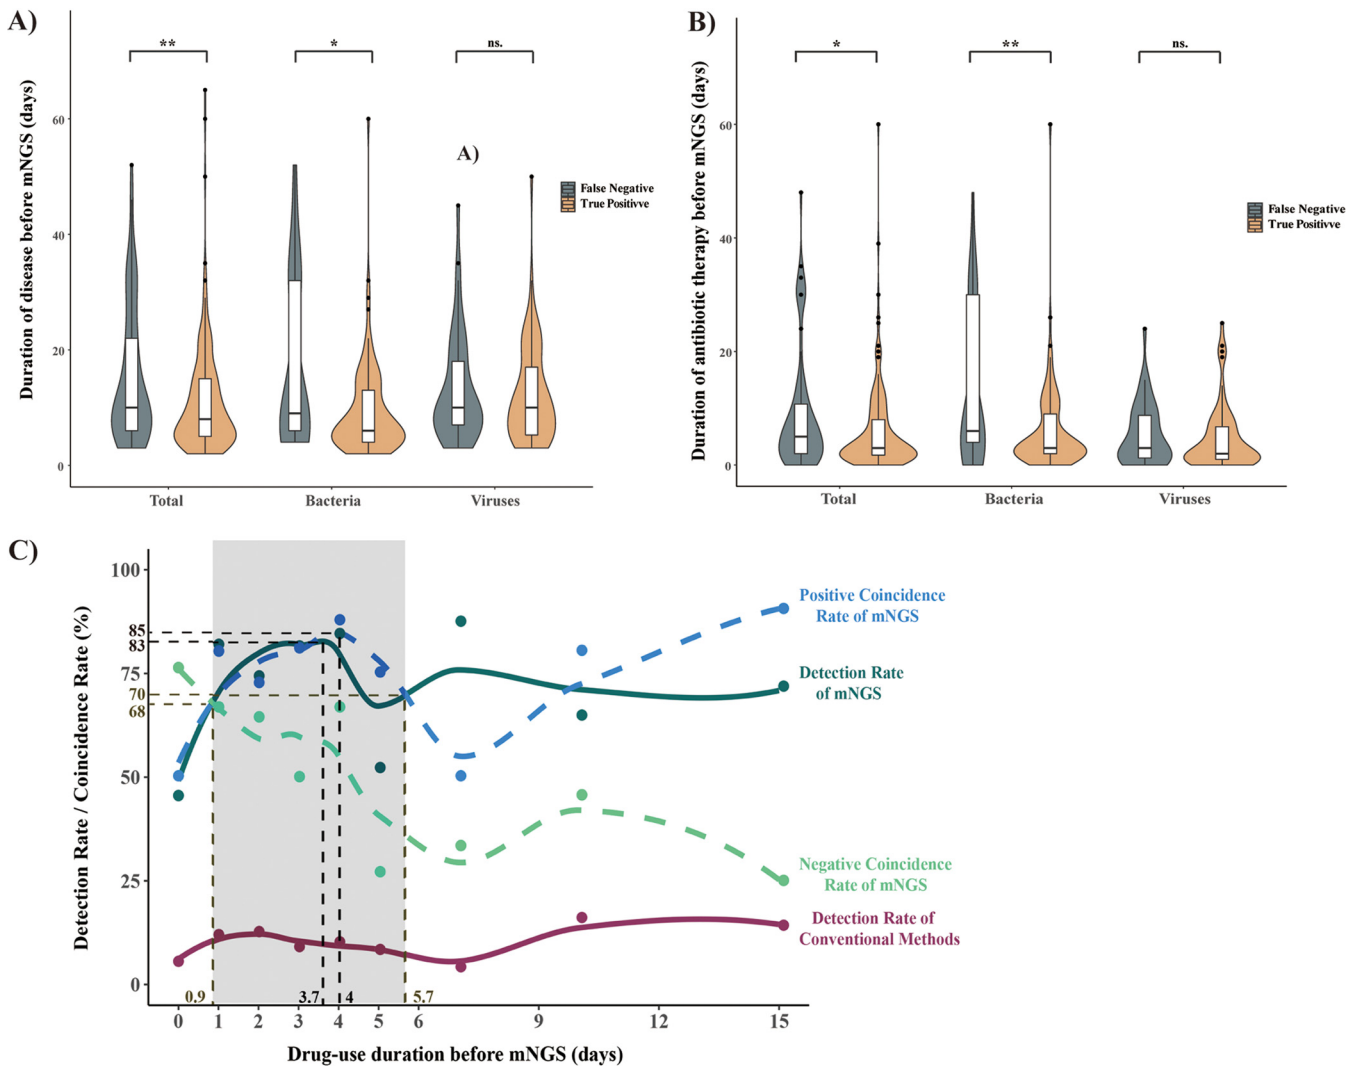 A)
Duration of disease before mNGS (days)
60
40
20
0
**
*
ns.
A)
False Negative
True Positivve
Total
Bacteria
Viruses
B)
Duration of antibiotic therapy before mNGS (days)
60
40
20
0
*
**
ns.
False Negative
True Positivve
Total
Bacteria
Viruses
C)
Detection Rate / Coincidence Rate (%)
100
85
83
75
70
68
50
25
0
0.9
3.7
4
5.7
0
1
2
3
4
5
6
9
12
15
Drug-use duration before mNGS (days)
Positive Coincidence
Rate of mNGS
Detection Rate
of mNGS
Negative Coincidence
Rate of mNGS
Detection Rate of
Conventional Methods